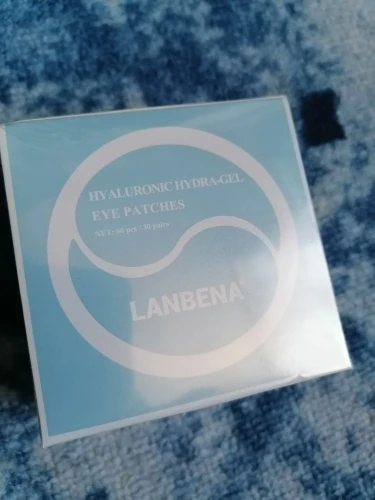 HYALURONIC HYDRA-GEL
EYE PATCHES
NET: 60 pcs / 30 pairs
LANBENA